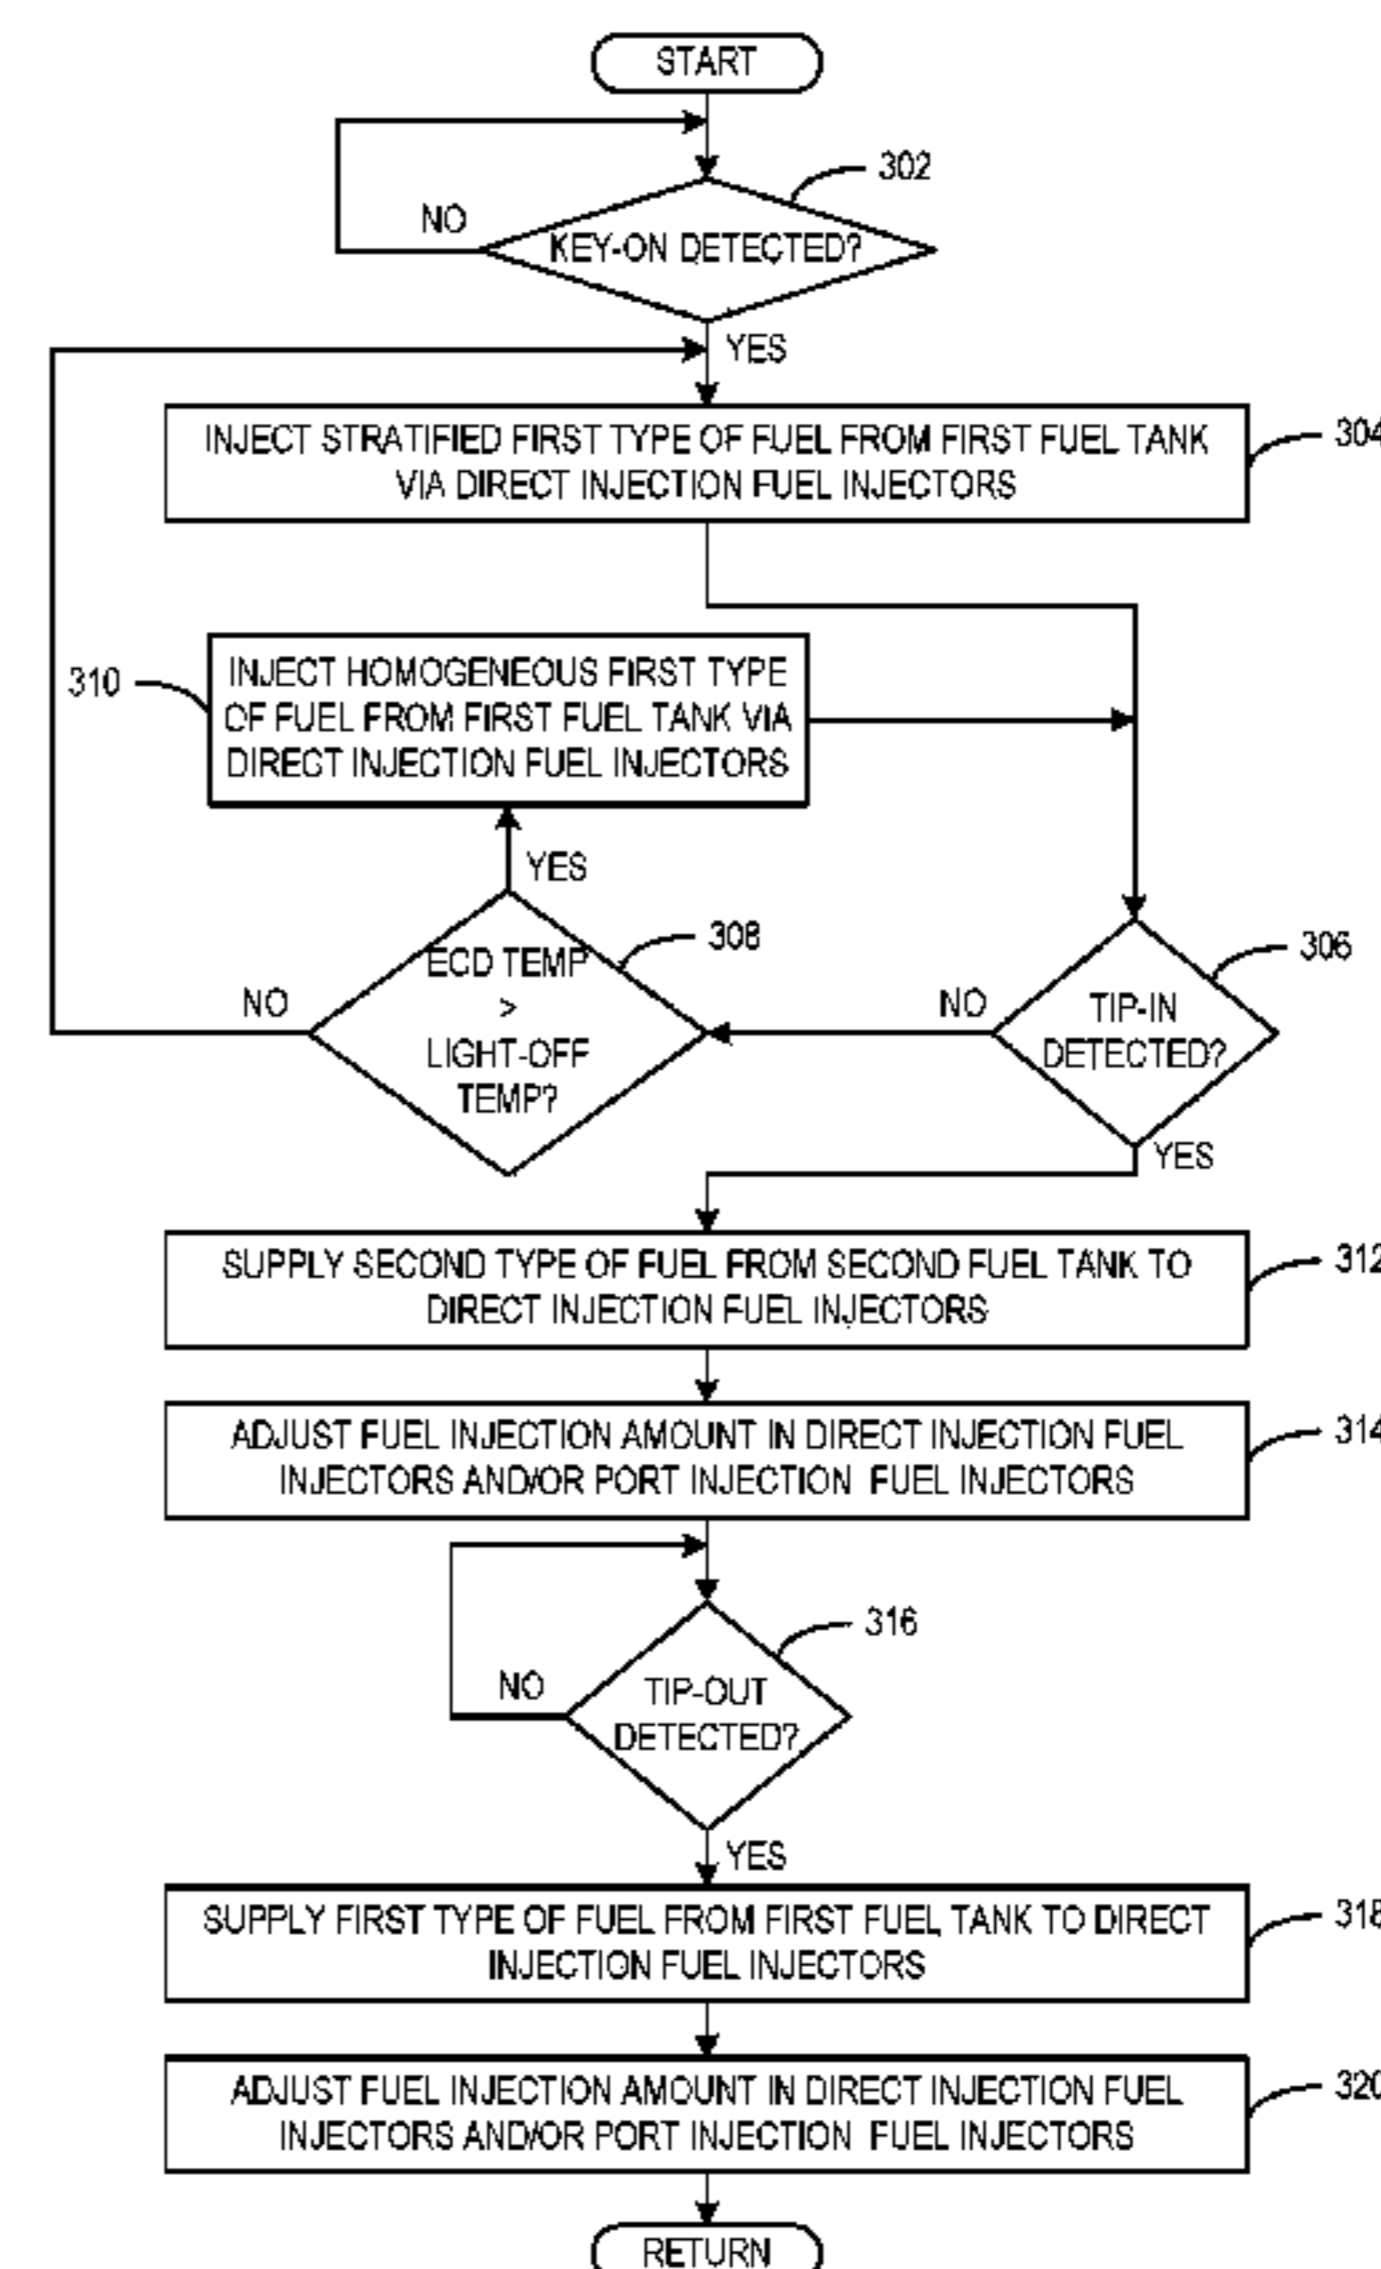 START
302
NO
KEY-ON DETECTED?
YES
INJECT STRATIFIED FIRST TYPE OF FUEL FROM FIRST FUEL TANK
VIA DIRECT INJECTION FUEL INJECTORS
304
310
INJECT HOMOGENEOUS FIRST TYPE
OF FUEL FROM FIRST FUEL TANK VIA
DIRECT INJECTION FUEL INJECTORS
YES
308
306
ECD TEMP
>
LIGHT-OFF
TEMP?
NO
NO
TIP-IN
DETECTED?
YES
SUPPLY SECOND TYPE OF FUEL FROM SECOND FUEL TANK TO
DIRECT INJECTION FUEL INJECTORS
312
ADJUST FUEL INJECTION AMOUNT IN DIRECT INJECTION FUEL
INJECTORS AND/OR PORT INJECTION FUEL INJECTORS
314
316
NO
TIP-OUT
DETECTED?
YES
SUPPLY FIRST TYPE OF FUEL FROM FIRST FUEL TANK TO DIRECT
INJECTION FUEL INJECTORS
318
ADJUST FUEL INJECTION AMOUNT IN DIRECT INJECTION FUEL
INJECTORS AND/OR PORT INJECTION FUEL INJECTORS
320
RETURN